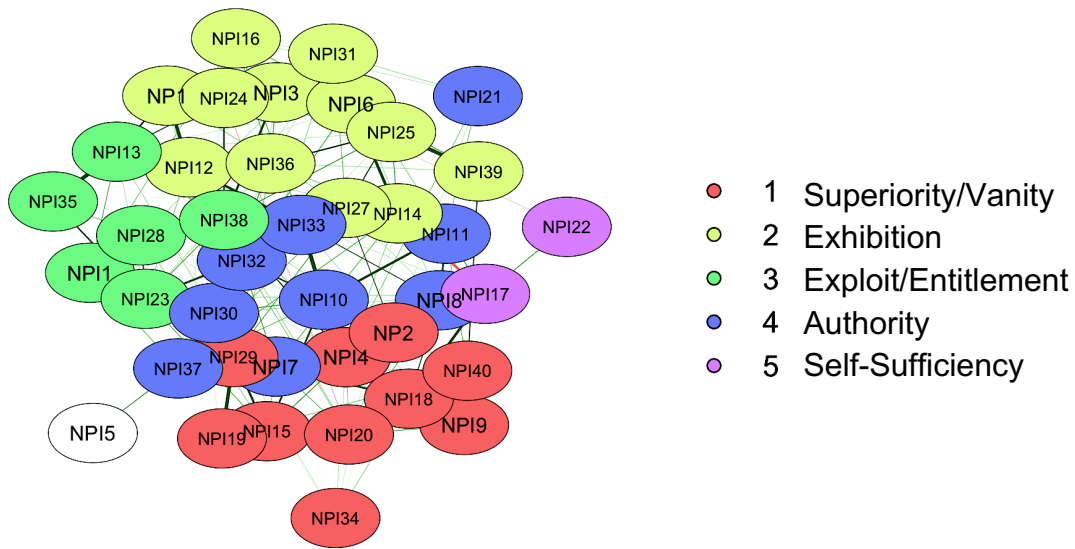 NPI16
NPI31
NP1
NPI24
NPI3
NPI6
NPI21
NPI25
NPI13
NPI12
NPI36
NPI39
NPI35
NPI38
NPI27
NPI14
NPI33
NPI11
NPI22
NPI28
NPI32
NPI1
NPI23
NPI30
NPI10
NPI8
NPI17
NP2
NPI29
NPI4
NPI7
NPI37
NPI40
NPI18
NPI5
NPI19
NPI15
NPI20
NPI9
NPI34
1 Superiority/Vanity
2 Exhibition
3 Exploit/Entitlement
4 Authority
5 Self-Sufficiency